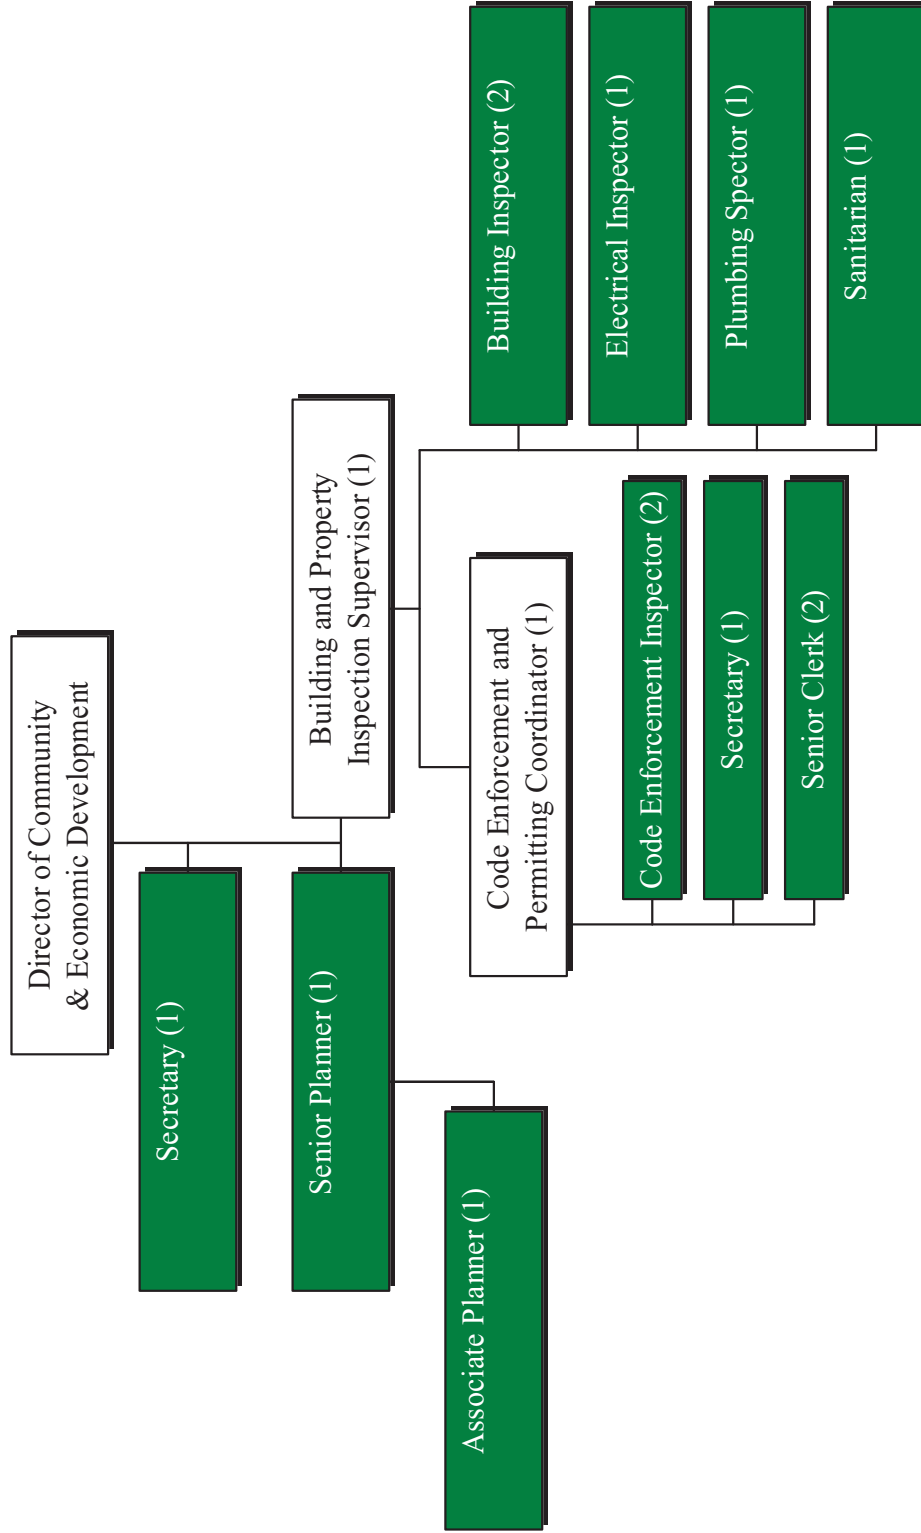 Director of Community
& Economic Development
Secretary (1)
Senior Planner (1)
Associate Planner (1)
Building and Property
Inspection Supervisor (1)
Code Enforcement and
Permitting Coordinator (1)
Code Enforcement Inspector (2)
Secretary (1)
Senior Clerk (2)
Building Inspector (2)
Electrical Inspector (1)
Plumbing Spector (1)
Sanitarian (1)